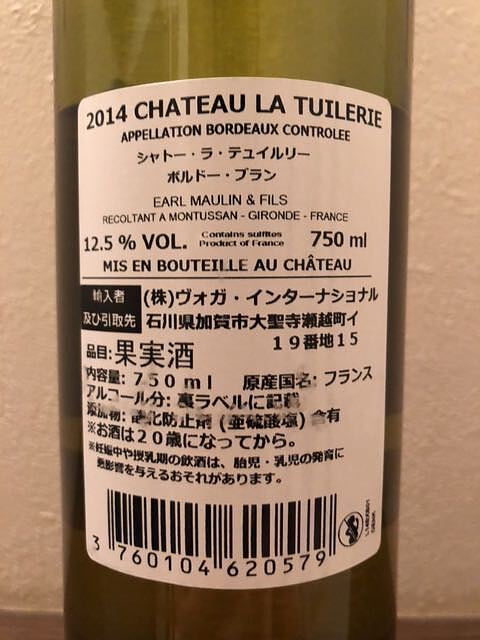 2014 CHATEAU LA TUILERIE
APPELLATION BORDEAUX CONTROLEE
シャトー・ラ・テュイルリー
ボルドー・ブラン
EARL MAULIN & FILS
RECOLTANT A MONTUSSAN - GIRONDE - FRANCE
12.5 % VOL. Contains sulfites Product of France 750 ml
MIS EN BOUTEILLE AU CHÂTEAU
輸入者 (株)ヴォガ・インターナショナル
及び引取先 石川県加賀市大聖寺瀬越町イ
19番地15
品目:果実酒
内容量: 750ml 原産国名: フランス
アルコール分: 裏ラベルに記載
添加物: 酸化防止剤 (亜硫酸塩) 含有
※お酒は20歳になってから。
※妊娠中や授乳期の飲酒は、胎児・乳児の発育に
悪影響を与えるおそれがあります。
3 760104 620579